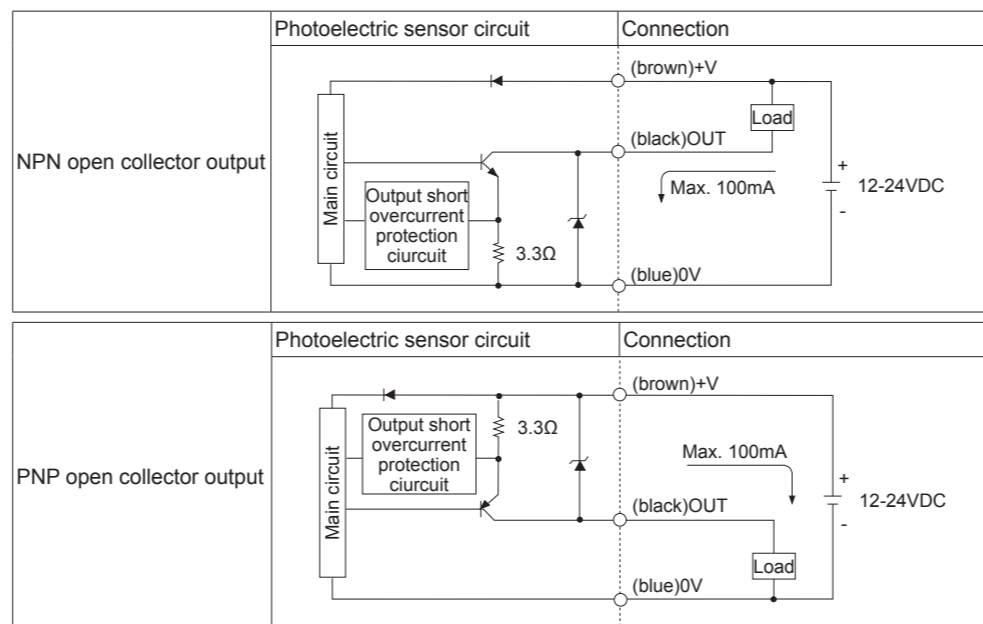 Photoelectric sensor circuit
Connection
NPN open collector output
Main circuit
Output short
overcurrent
protection
ciurcuit
3.3Ω
(brown)+V
Load
(black)OUT
Max. 100mA
+
12-24VDC
-
(blue)0V
Photoelectric sensor circuit
Connection
PNP open collector output
Main circuit
Output short
overcurrent
protection
ciurcuit
3.3Ω
(brown)+V
Max. 100mA
+
12-24VDC
-
(black)OUT
Load
(blue)0V